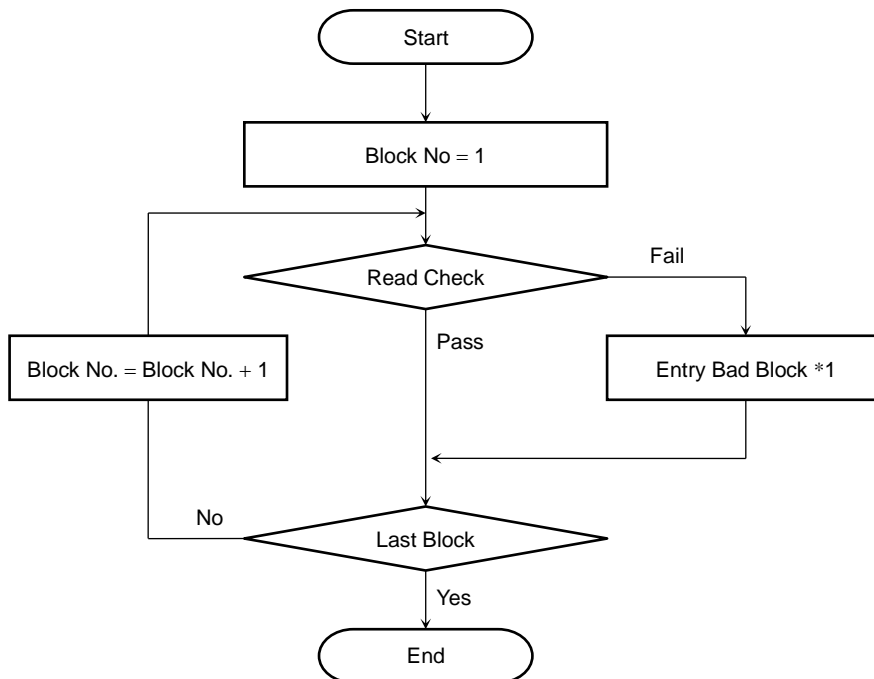 Start
Block No = 1
Read Check
Fail
Pass
Block No. = Block No. + 1
Entry Bad Block *1
No
Last Block
Yes
End